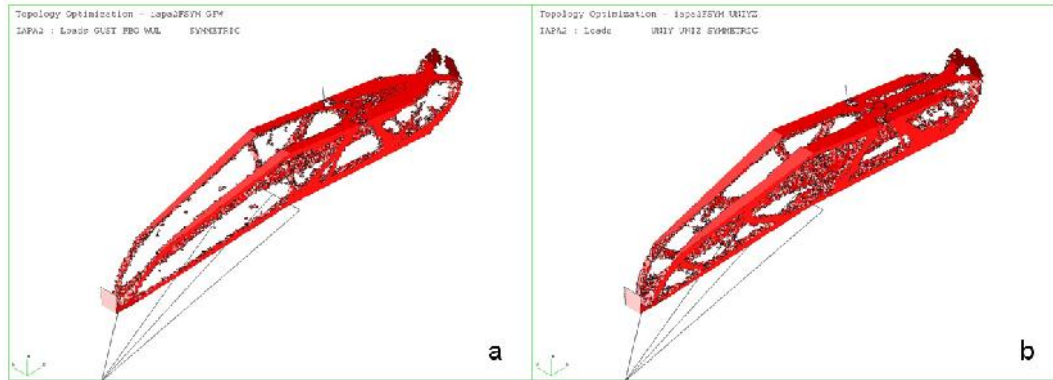 Topology Optimization - iapa2FSYM GFW
IAPA2 : Loads GUST FBG WUL SYMMETRIC
a
Topology Optimization - iapa2FSYM UNIYZ
IAPA2 : Loads UNIY UNIZ SYMMETRIC
b